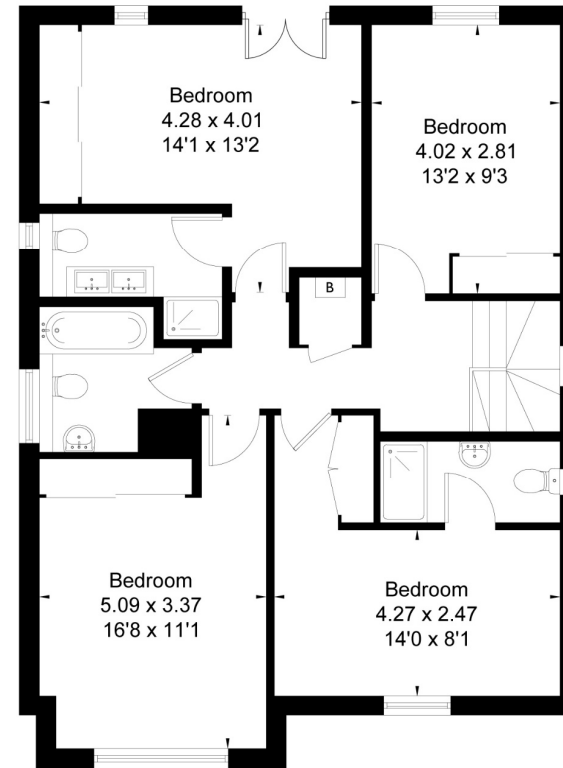 Bedroom
4.28 x 4.01
14'1 x 13'2
Bedroom
4.02 x 2.81
13'2 x 9'3
B
Bedroom
5.09 x 3.37
16'8 x 11'1
Bedroom
4.27 x 2.47
14'0 x 8'1